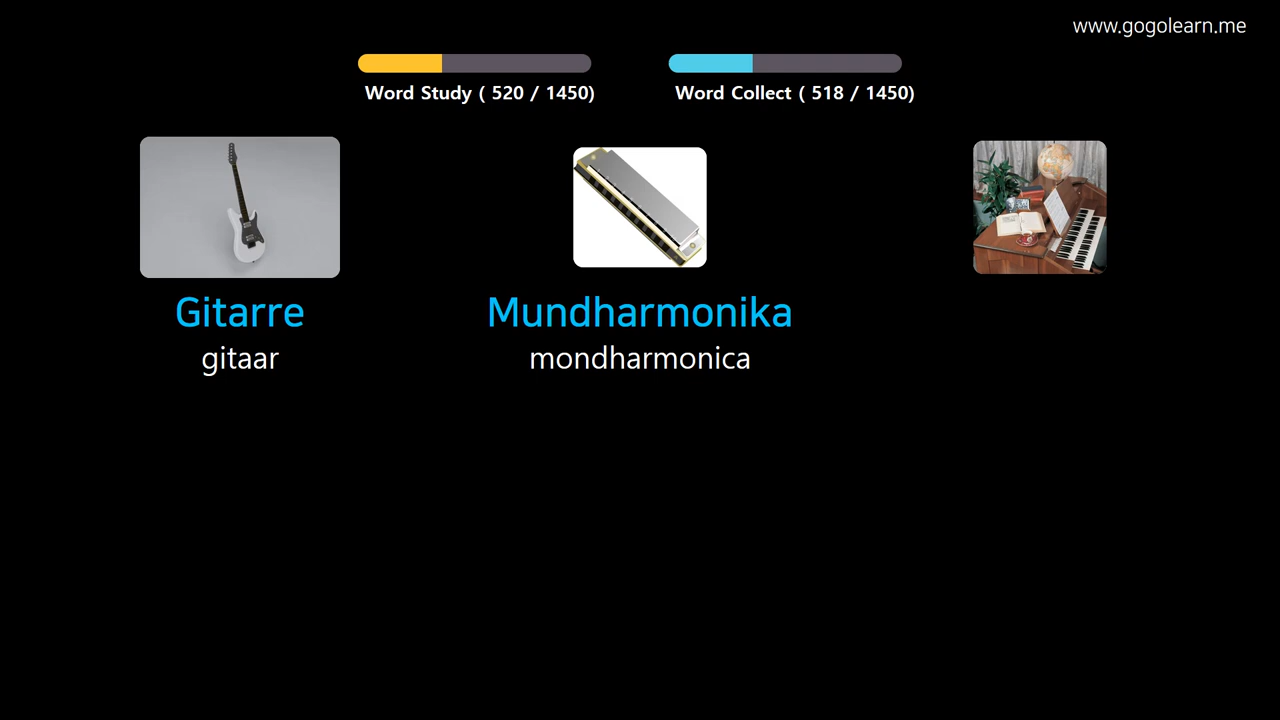 www.gogolearn.me
Word Study ( 520 / 1450)
Word Collect ( 518 / 1450)
Gitarre
gitaar
Mundharmonika
mondharmonica